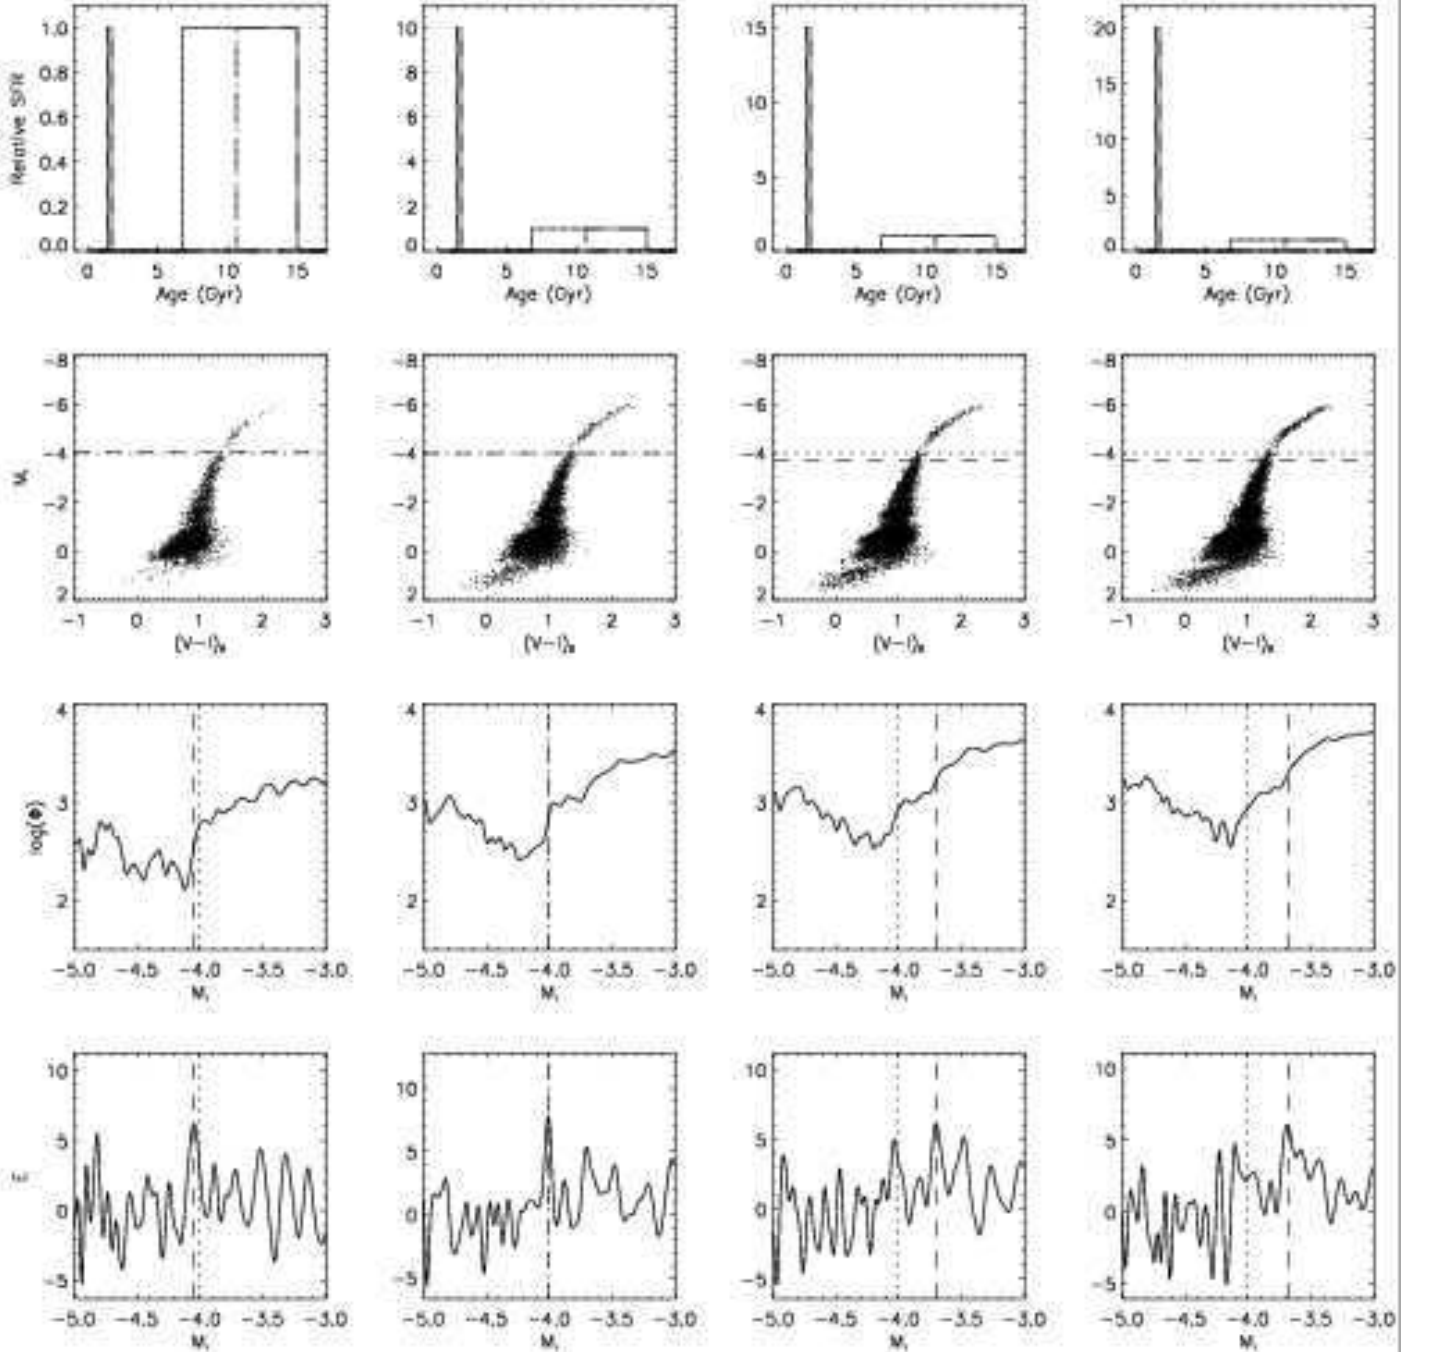 1.0 10 15 20
0.8 8 15
0.6 6 10
0.4 4 10
0.2 2 5 5
0.0 0 0 0
Relative SFR
0 5 10 15 0 5 10 15 0 5 10 15 0 5 10 15
Age (Gyr) Age (Gyr) Age (Gyr) Age (Gyr)
−8 −8 −8 −8
−6 −6 −6 −6
−4 −4 −4 −4
−2 −2 −2 −2
0 0 0 0
2 2 2 2
M_I
−1 0 1 2 3 −1 0 1 2 3 −1 0 1 2 3 −1 0 1 2 3
(V−I)₀ (V−I)₀ (V−I)₀ (V−I)₀
4 4 4 4
3 3 3 3
2 2 2 2
log(Φ)
−5.0 −4.5 −4.0 −3.5 −3.0 −5.0 −4.5 −4.0 −3.5 −3.0 −5.0 −4.5 −4.0 −3.5 −3.0 −5.0 −4.5 −4.0 −3.5 −3.0
M_I M_I M_I M_I
10 10 10 10
5 5 5 5
0 0 0 0
−5 −5 −5 −5
E
−5.0 −4.5 −4.0 −3.5 −3.0 −5.0 −4.5 −4.0 −3.5 −3.0 −5.0 −4.5 −4.0 −3.5 −3.0 −5.0 −4.5 −4.0 −3.5 −3.0
M_I M_I M_I M_I